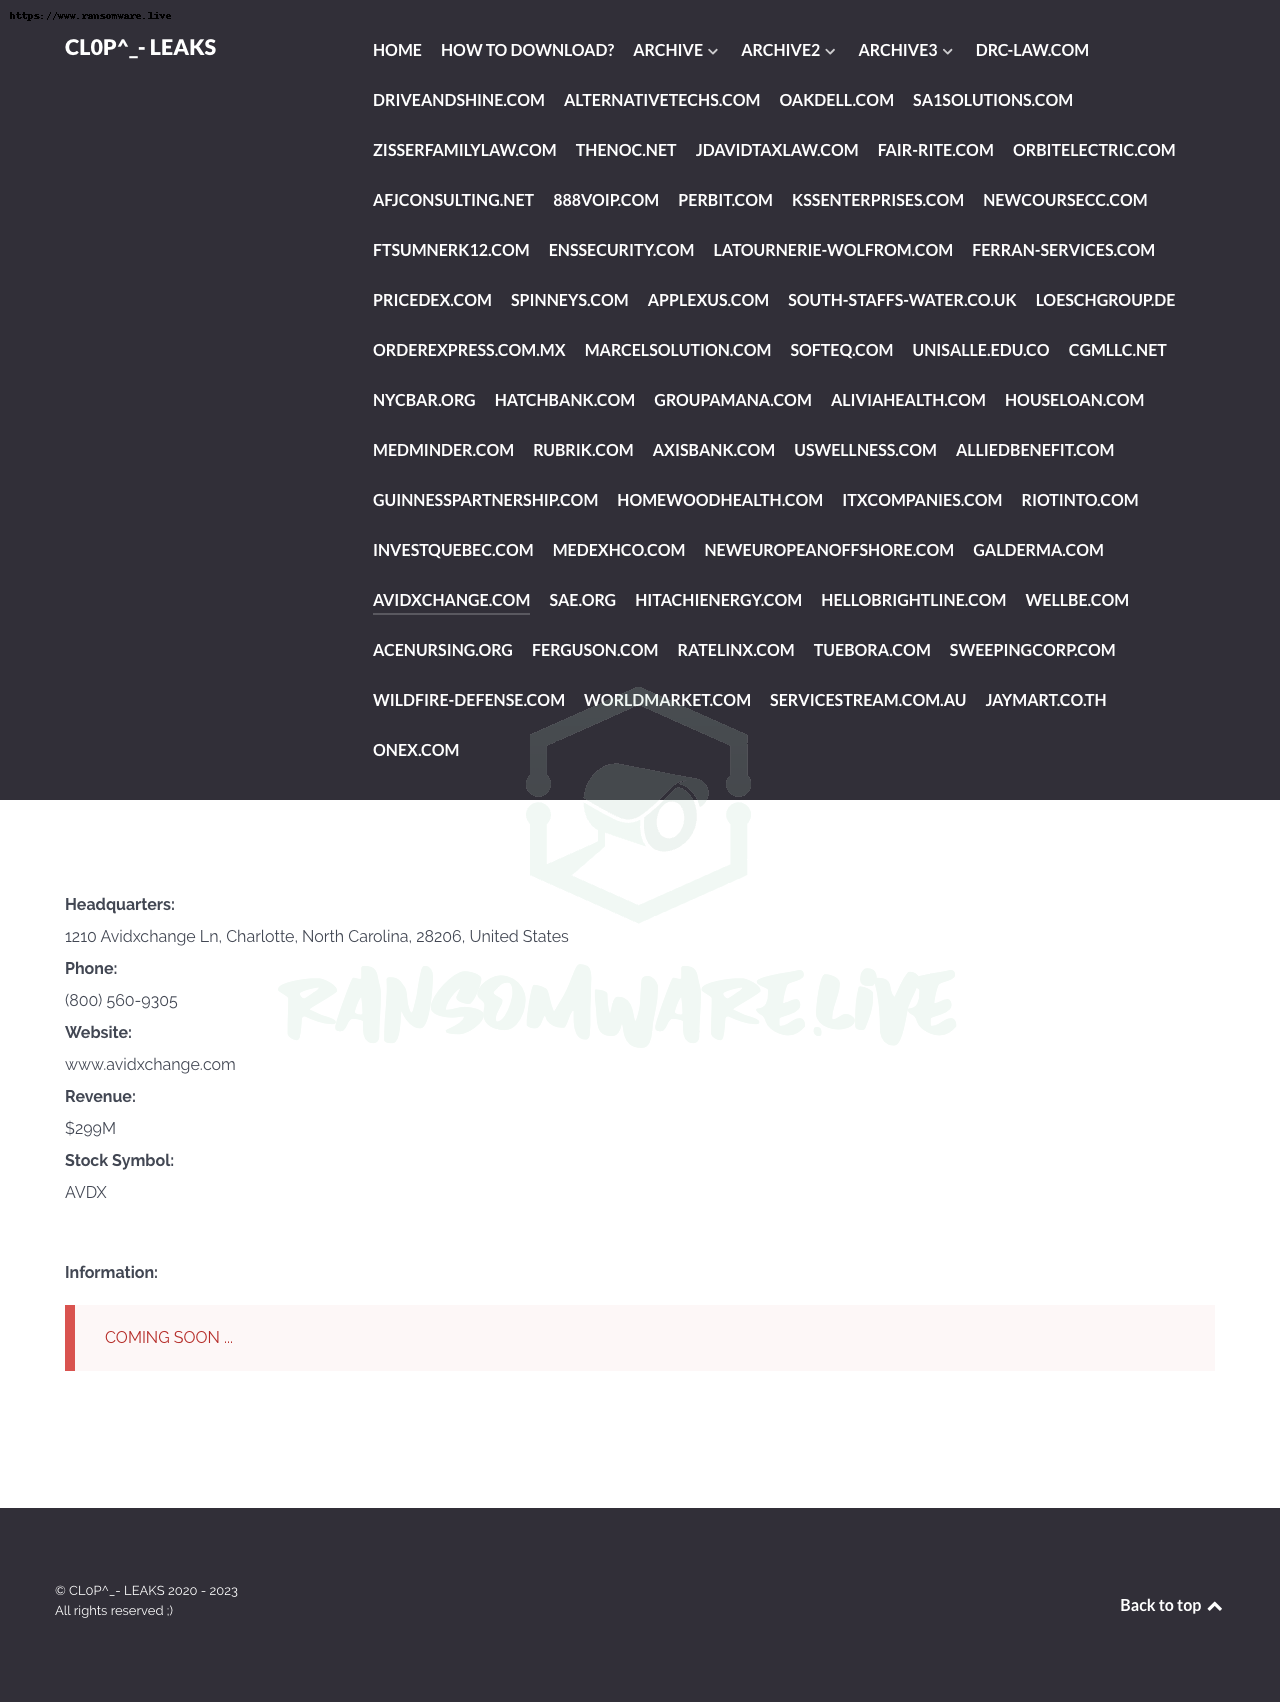 https://www.ransomware.live
CL0P^_- LEAKS
HOME HOW TO DOWNLOAD? ARCHIVE ARCHIVE2 ARCHIVE3 DRC-LAW.COM
DRIVEANDSHINE.COM ALTERNATIVETECHS.COM OAKDELL.COM SA1SOLUTIONS.COM
ZISSERFAMILYLAW.COM THENOC.NET JDAVIDTAXLAW.COM FAIR-RITE.COM ORBITELECTRIC.COM
AFJCONSULTING.NET 888VOIP.COM PERBIT.COM KSSENTERPRISES.COM NEWCOURSECC.COM
FTSUMNERK12.COM ENSSECURITY.COM LATOURNERIE-WOLFROM.COM FERRAN-SERVICES.COM
PRICEDEX.COM SPINNEYS.COM APPLEXUS.COM SOUTH-STAFFS-WATER.CO.UK LOESCHGROUP.DE
ORDEREXPRESS.COM.MX MARCELSOLUTION.COM SOFTEQ.COM UNISALLE.EDU.CO CGMLLC.NET
NYCBAR.ORG HATCHBANK.COM GROUPAMANA.COM ALIVIAHEALTH.COM HOUSELOAN.COM
MEDMINDER.COM RUBRIK.COM AXISBANK.COM USWELLNESS.COM ALLIEDBENEFIT.COM
GUINNESSPARTNERSHIP.COM HOMEWOODHEALTH.COM ITXCOMPANIES.COM RIOTINTO.COM
INVESTQUEBEC.COM MEDEXHCO.COM NEWEUROPEANOFFSHORE.COM GALDERMA.COM
AVIDXCHANGE.COM SAE.ORG HITACHIENERGY.COM HELLOBRIGHTLINE.COM WELLBE.COM
ACENURSING.ORG FERGUSON.COM RATELINX.COM TUEBORA.COM SWEEPINGCORP.COM
WILDFIRE-DEFENSE.COM WORLDMARKET.COM SERVICESTREAM.COM.AU JAYMART.CO.TH
ONEX.COM
Headquarters:
1210 Avidxchange Ln, Charlotte, North Carolina, 28206, United States
Phone:
(800) 560-9305
RANSOMWARE.LIVE
Website:
www.avidxchange.com
Revenue:
$299M
Stock Symbol:
AVDX
Information:
COMING SOON ...
© CL0P^_- LEAKS 2020 - 2023
All rights reserved ;)
Back to top